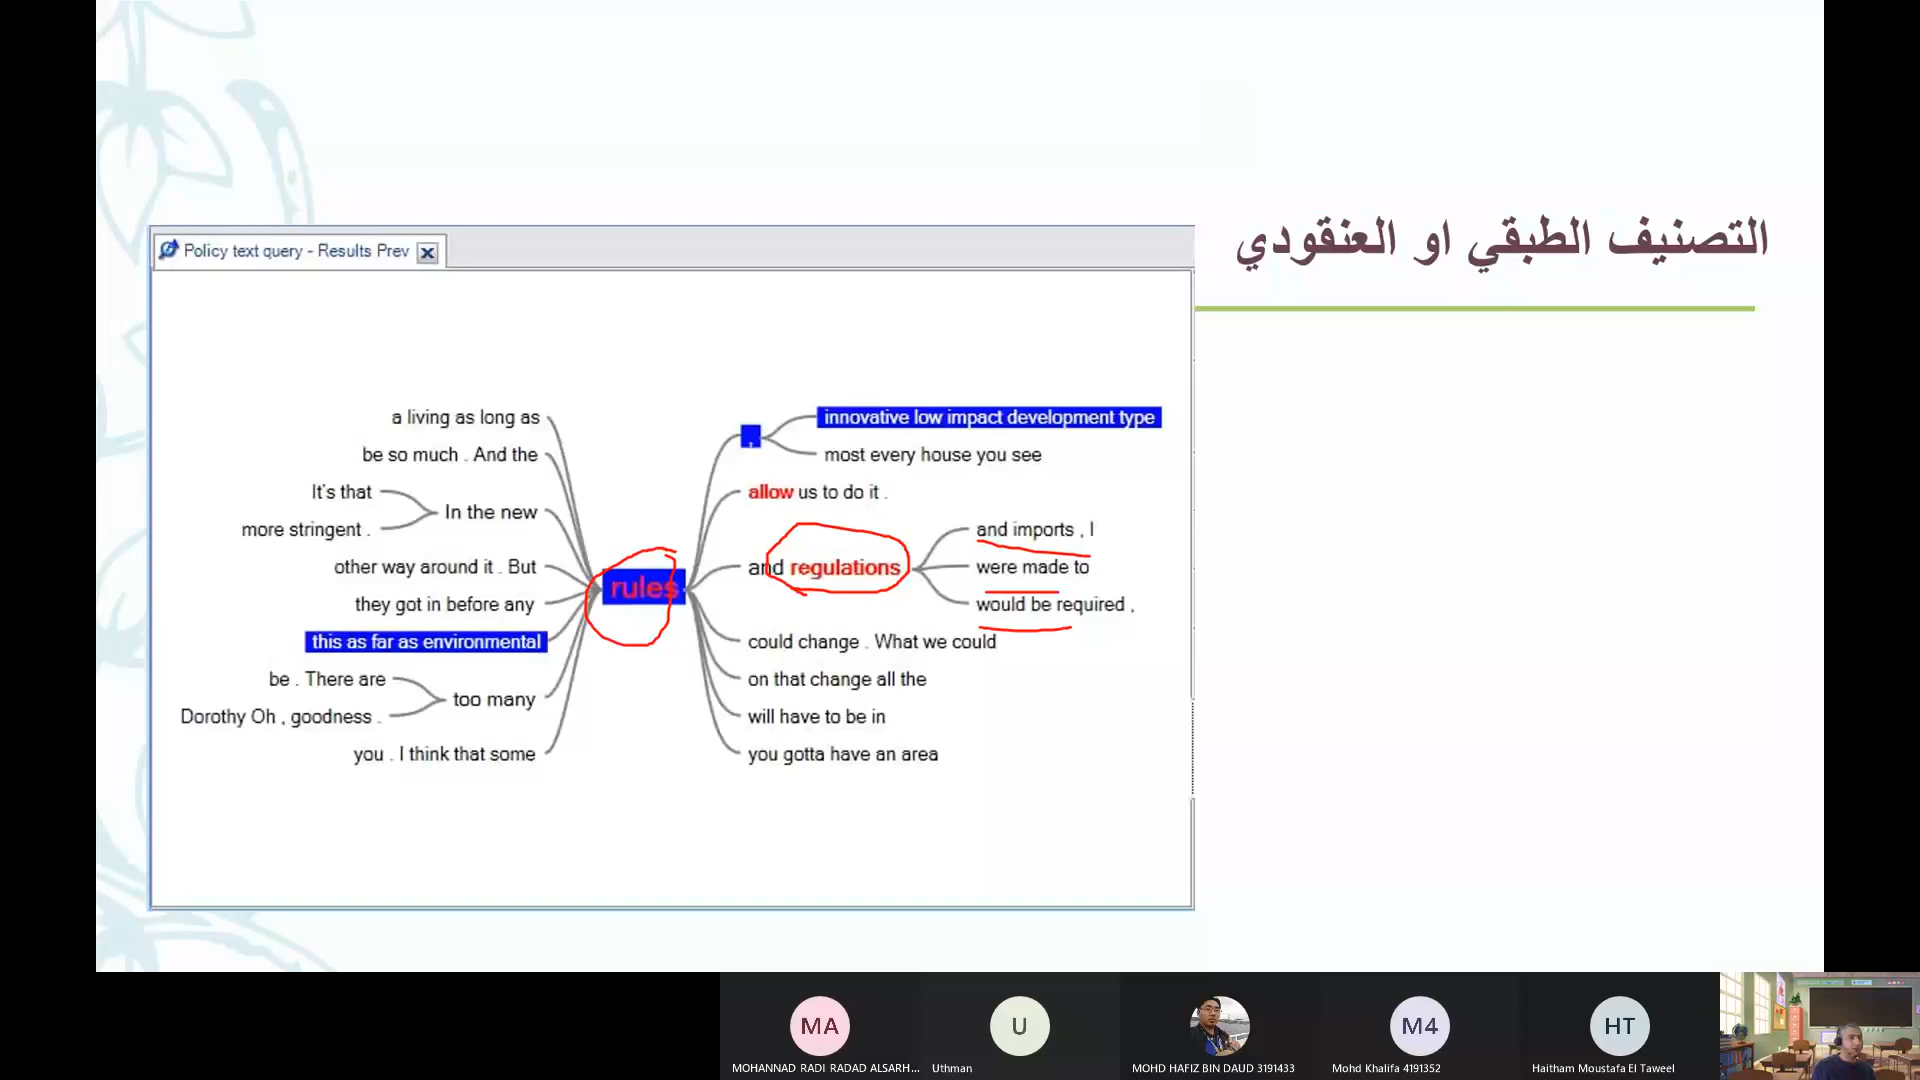 التصنيف الطبقي او العنقودي
Policy text query - Results Prev
a living as long as
be so much . And the
It's that
In the new
more stringent .
other way around it . But
they got in before any
this as far as environmental
be . There are
too many
Dorothy Oh , goodness .
you . I think that some
rules
,
innovative low impact development type
most every house you see
allow us to do it .
and regulations
and imports , I
were made to
would be required ,
could change . What we could
on that change all the
will have to be in
you gotta have an area
MA
MOHANNAD RADI RADAD ALSARH...
U
Uthman
MOHD HAFIZ BIN DAUD 3191433
M4
Mohd Khalifa 4191352
HT
Haitham Moustafa El Taweel